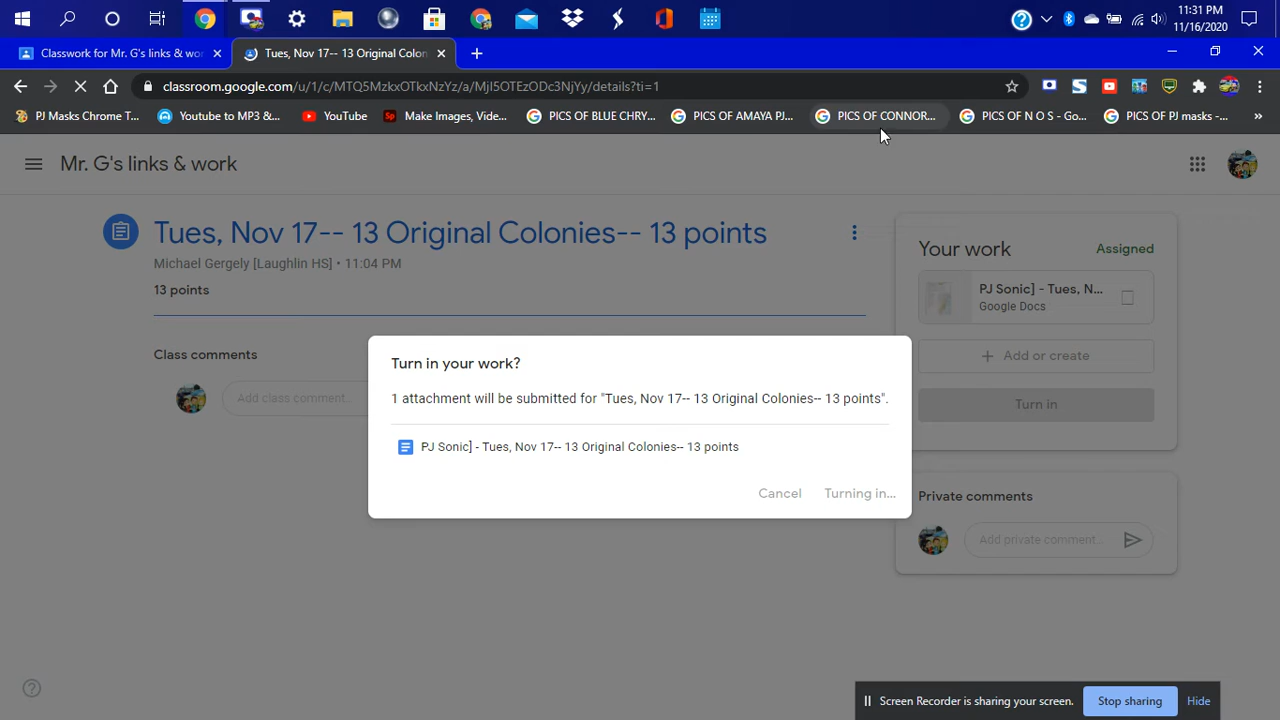 11:31 PM
11/16/2020
Classwork for Mr. G's links & wor
Tues, Nov 17-- 13 Original Colon
classroom.google.com/u/1/c/MTQ5MzkxOTkxNzYz/a/MjI5OTEzODc3NjYy/details?ti=1
PJ Masks Chrome T...
Youtube to MP3 &...
YouTube
Sp
Make Images, Vide...
PICS OF BLUE CHRY...
PICS OF AMAYA PJ...
PICS OF CONNOR...
PICS OF N O S - Go...
PICS OF PJ masks -...
Mr. G's links & work
Tues, Nov 17-- 13 Original Colonies-- 13 points
Michael Gergely [Laughlin HS] • 11:04 PM
13 points
Class comments
Add class comment...
Your work
Assigned
PJ Sonic] - Tues, N...
Google Docs
+ Add or create
Turn in
Turn in your work?
1 attachment will be submitted for "Tues, Nov 17-- 13 Original Colonies-- 13 points".
PJ Sonic] - Tues, Nov 17-- 13 Original Colonies-- 13 points
Cancel
Turning in...
Private comments
Add private comment...
Screen Recorder is sharing your screen.
Stop sharing
Hide